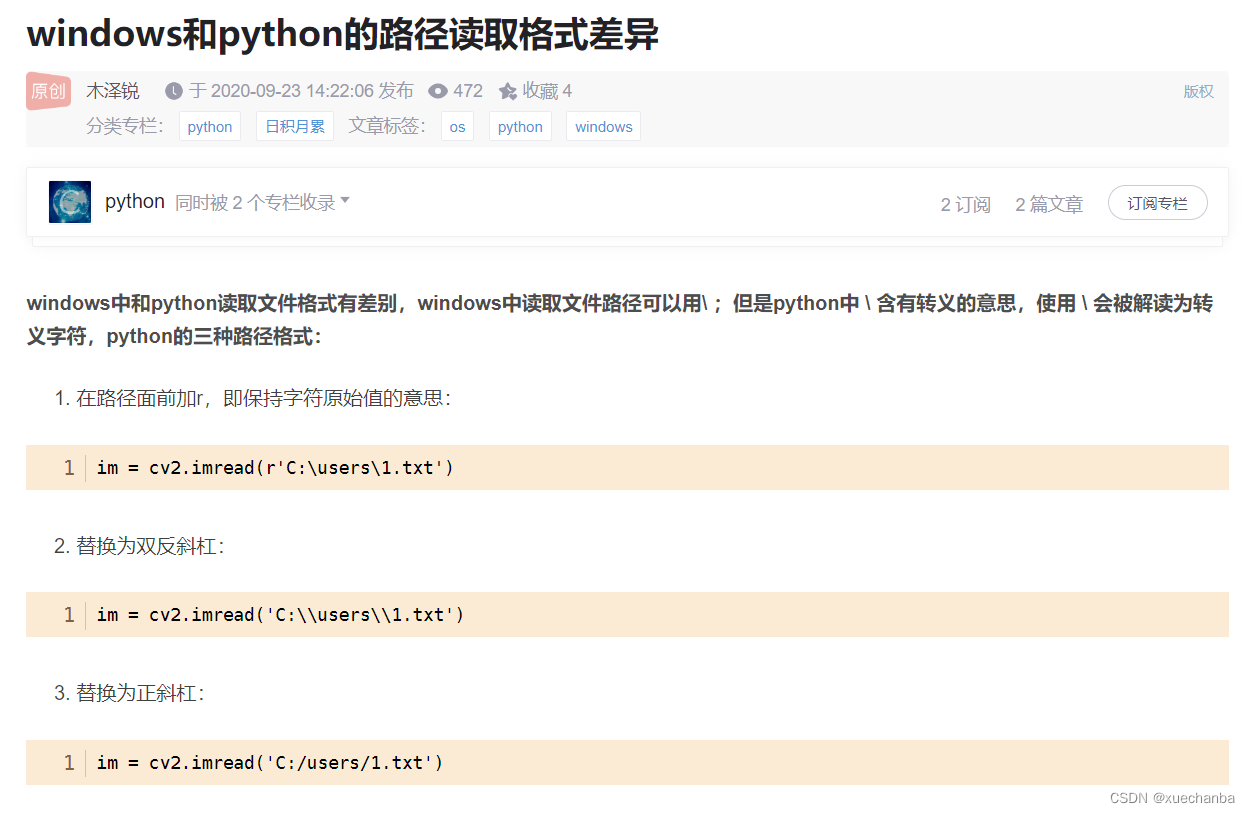 windows和python的路径读取格式差异
原创 木泽锐 于 2020-09-23 14:22:06 发布 472 收藏 4 版权
分类专栏： python 日积月累 文章标签： os python windows
python 同时被 2 个专栏收录 2 订阅 2 篇文章 订阅专栏
windows中和python读取文件格式有差别，windows中读取文件路径可以用\ ；但是python中 \ 含有转义的意思，使用 \ 会被解读为转
义字符，python的三种路径格式：
1. 在路径面前加r，即保持字符原始值的意思：
1 im = cv2.imread(r'C:\users\1.txt')
2. 替换为双反斜杠：
1 im = cv2.imread('C:\\users\\1.txt')
3. 替换为正斜杠：
1 im = cv2.imread('C:/users/1.txt')
CSDN @xuechanba